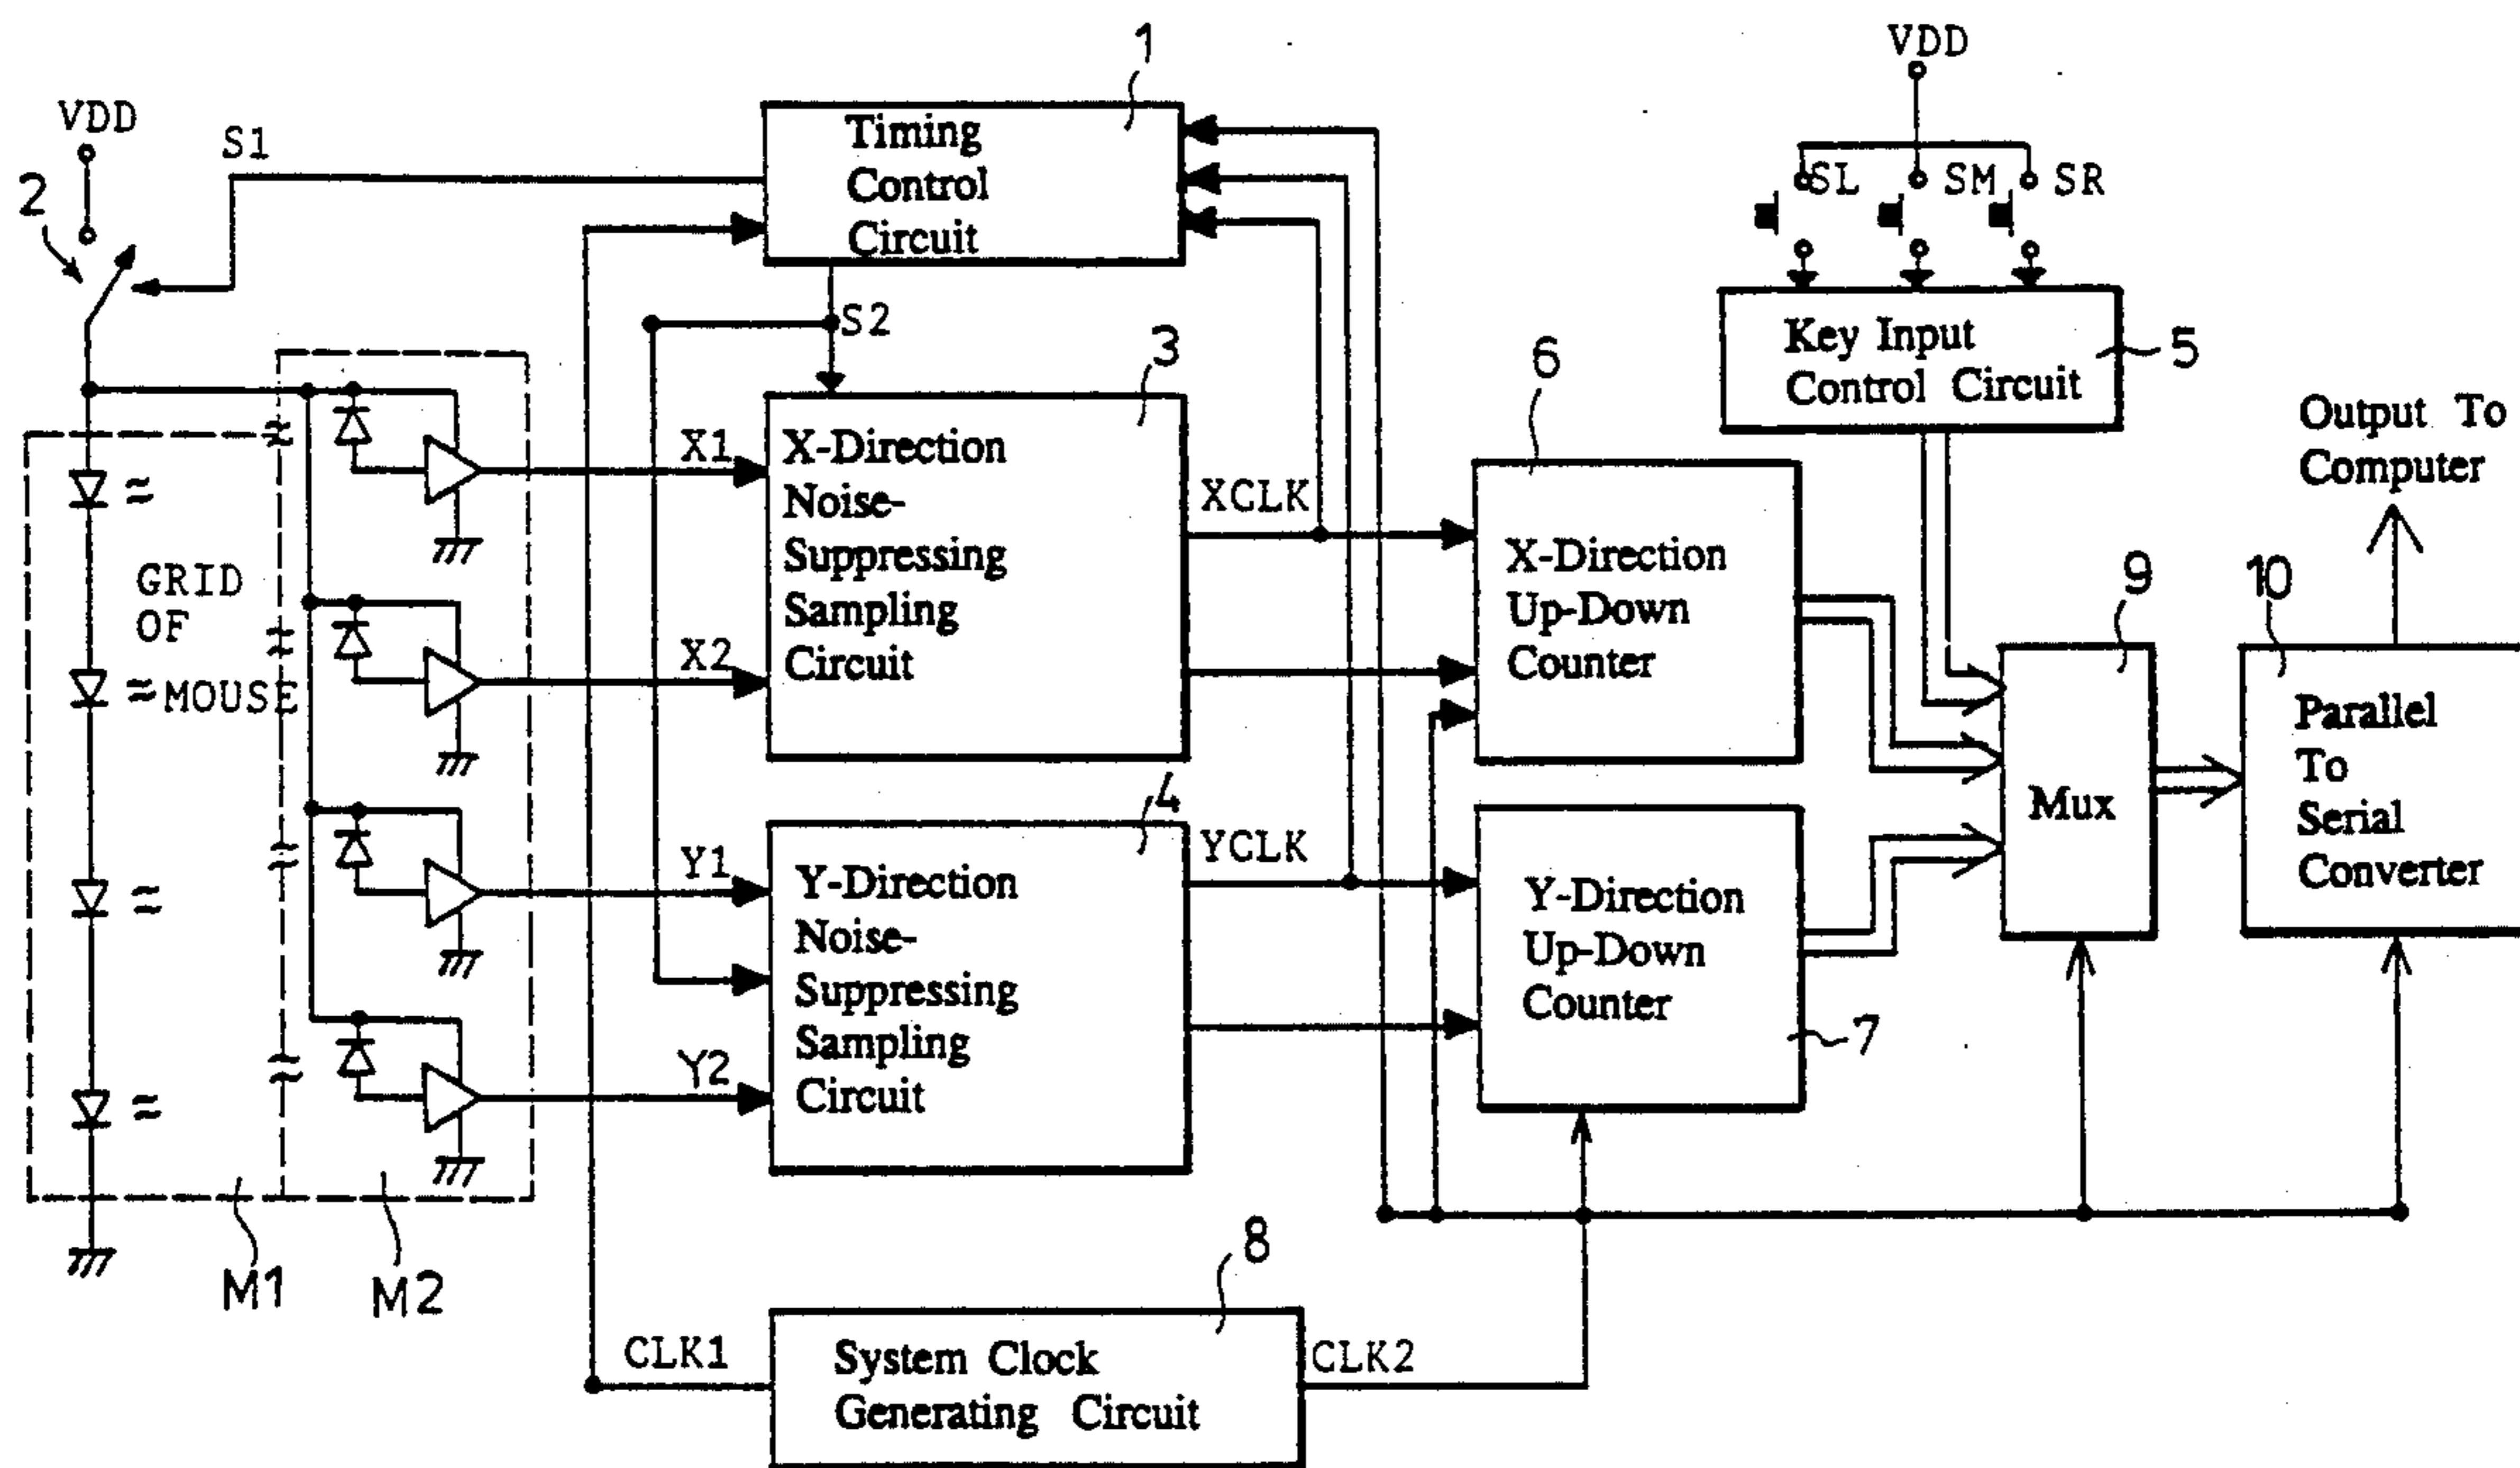 1
VDD
VDD
S1
Timing
Control
Circuit
2
SL
SM
SR
S2
3
Key Input
Control Circuit
5
6
Output To
Computer
X1
X-Direction
Noise-
Suppressing
Sampling
Circuit
XCLK
X2
GRID
OF
MOUSE
X-Direction
Up-Down
Counter
9
10
Mux
Parallel
To
Serial
Converter
4
Y1
Y-Direction
Noise-
Suppressing
Sampling
Circuit
YCLK
Y2
Y-Direction
Up-Down
Counter
7
M1
M2
8
CLK1
System Clock
Generating Circuit
CLK2